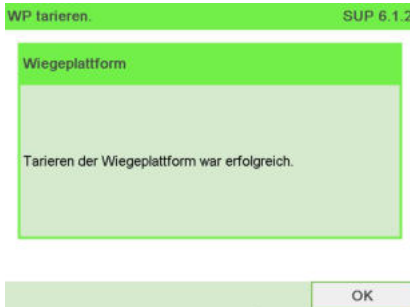 WP tarieren. SUP 6.1.2
Wiegeplattform
Tarieren der Wiegeplattform war erfolgreich.
OK